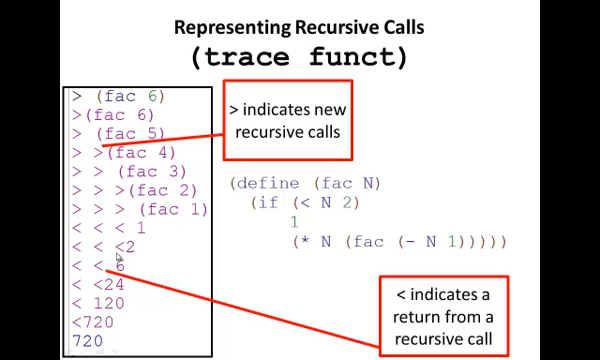 Representing Recursive Calls
(trace funct)
> (fac 6)
>(fac 6)
> (fac 5)
> >(fac 4)
> > (fac 3)
> > >(fac 2)
> > > (fac 1)
< < < 1
< < <2
< < 6
< <24
< 120
<720
720
> indicates new
recursive calls
(define (fac N)
(if (< N 2)
1
(* N (fac (- N 1)))))
< indicates a
return from a
recursive call